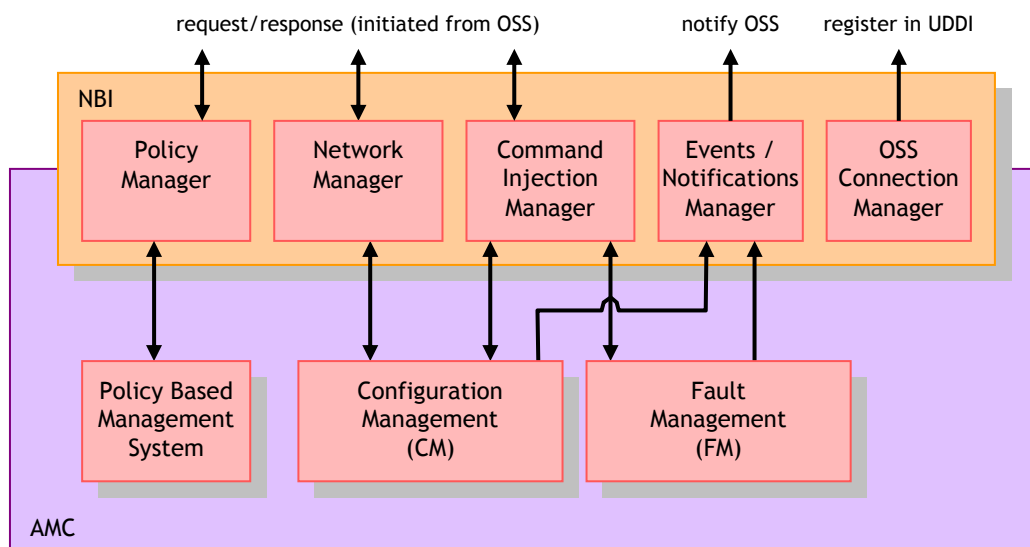 request/response (initiated from OSS)
notify OSS
register in UDDI
NBI
Policy
Manager
Network
Manager
Command
Injection
Manager
Events /
Notifications
Manager
OSS
Connection
Manager
Policy Based
Management
System
Configuration
Management
(CM)
Fault
Management
(FM)
AMC